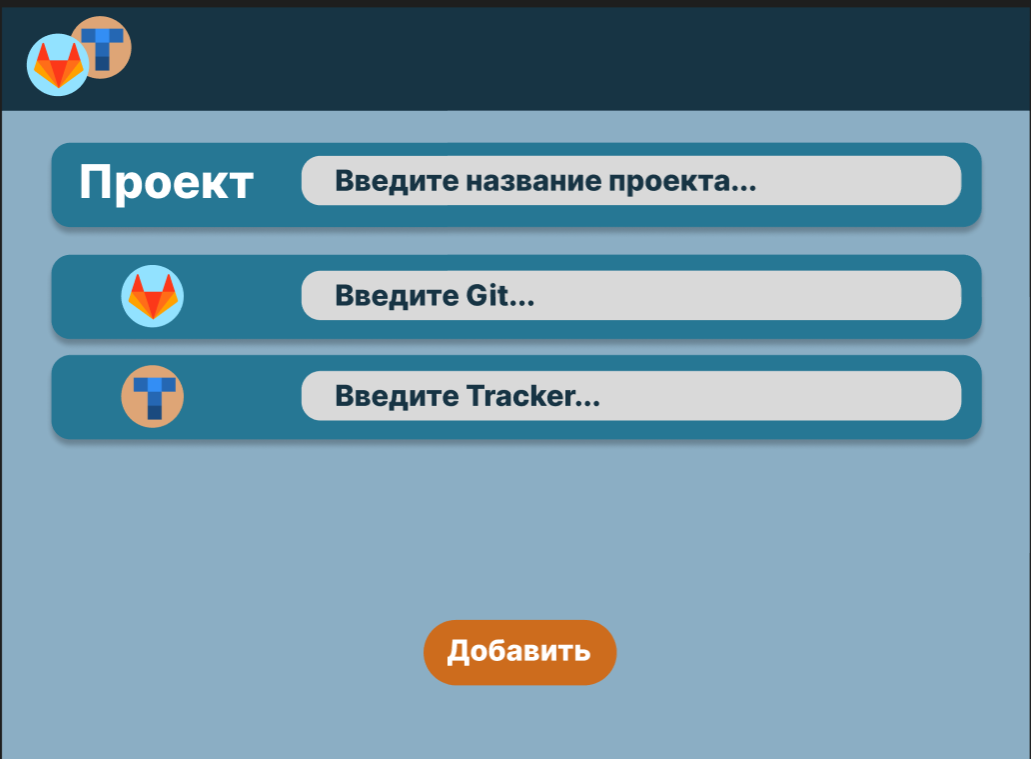 Проект
Введите название проекта...
Введите Git...
Введите Tracker...
Добавить